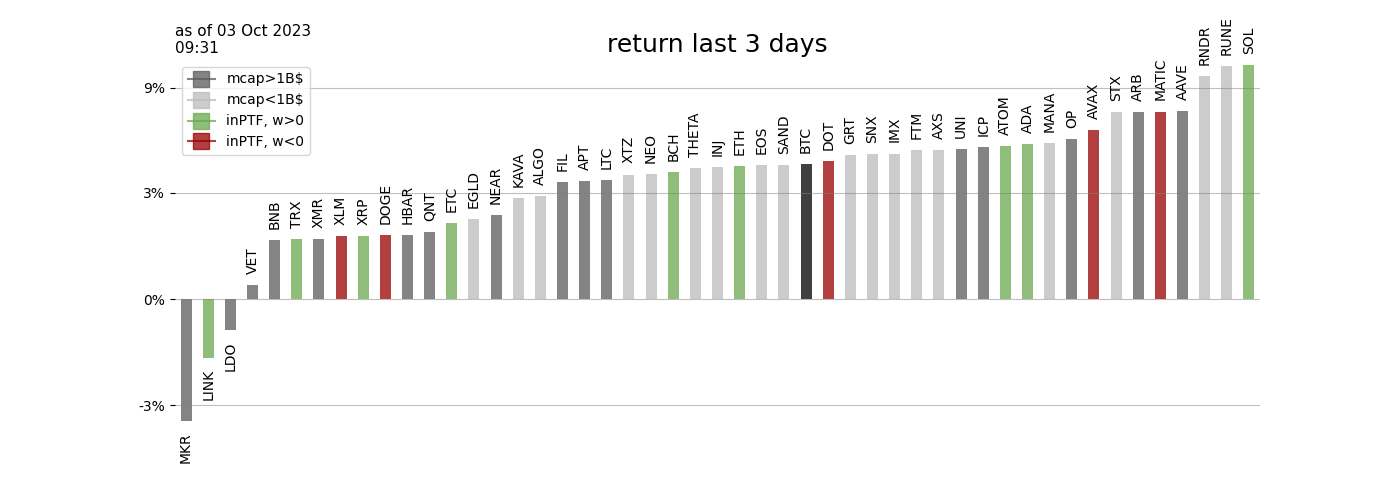 as of 03 Oct 2023
09:31
return last 3 days
mcap>1B$
mcap<1B$
inPTF, w>0
inPTF, w<0
9%
3%
0%
-3%
MKR
LINK
LDO
VET
BNB
TRX
XMR
XLM
XRP
DOGE
HBAR
QNT
ETC
EGLD
NEAR
KAVA
ALGO
FIL
APT
LTC
XTZ
NEO
BCH
THETA
INJ
ETH
EOS
SAND
BTC
DOT
GRT
SNX
IMX
FTM
AXS
UNI
ICP
ATOM
ADA
MANA
OP
AVAX
STX
ARB
MATIC
AAVE
RNDR
RUNE
SOL